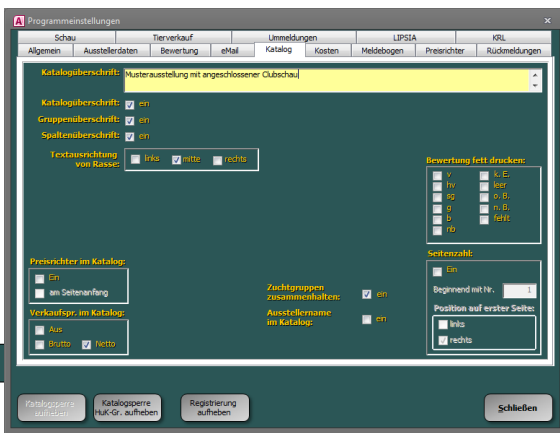 Programmeinstellungen
Schau Tierverkauf Ummeldungen LIPSIA KRL
Allgemein Ausstellerdaten Bewertung eMail Katalog Kosten Meldebogen Preisrichter Rückmeldungen
Katalogüberschrift: Musterausstellung mit angeschlossener Clubschau
Katalogüberschrift: ein
Gruppenüberschrift: ein
Spaltenüberschrift: ein
Textausrichtung von Rasse: links mitte rechts
Bewertung fett drucken:
v k. E.
hv leer
sg o. B.
g n. B.
b fehlt
nb
Preisrichter im Katalog:
Ein
am Seitenanfang
Verkaufspr. im Katalog:
Aus
Brutto Netto
Zuchtgruppen zusammenhalten: ein
Ausstellername im Katalog: ein
Seitenzahl:
Ein
Beginnend mit Nr. 1
Position auf erster Seite:
links
rechts
Katalogsperre aufheben
Katalogsperre HuK-Gr. aufheben
Registrierung aufheben
Schließen